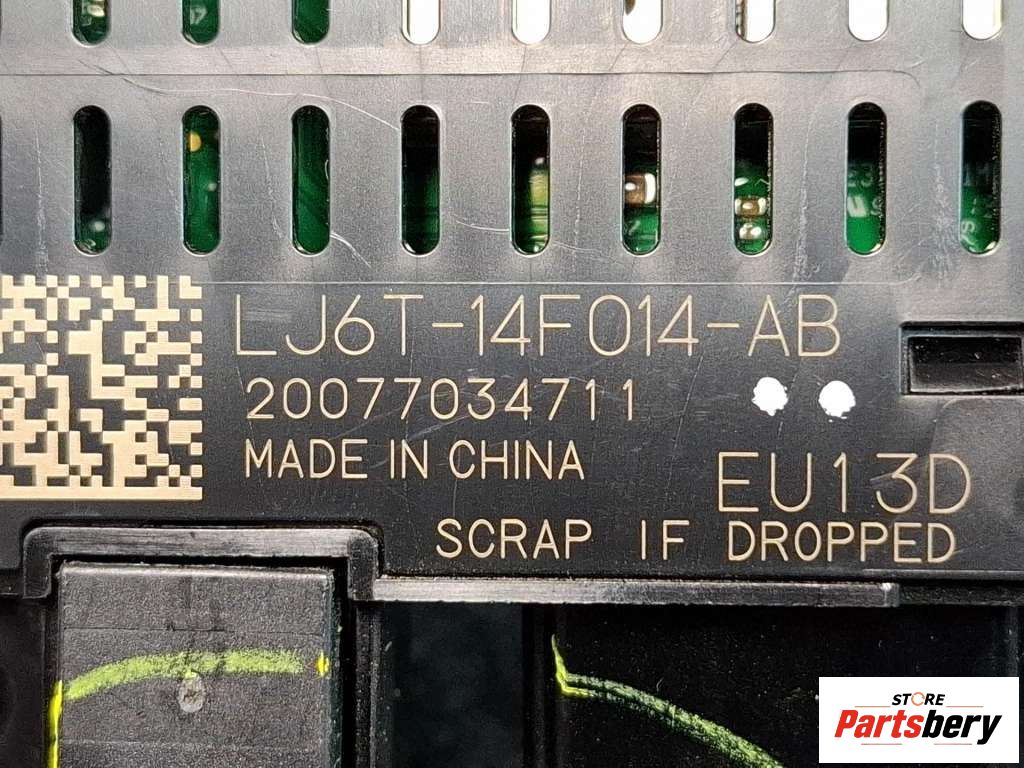 LJ6T-14F014-AB
20077034711
MADE IN CHINA
EU13D
SCRAP IF DROPPED
STORE
Partsbery